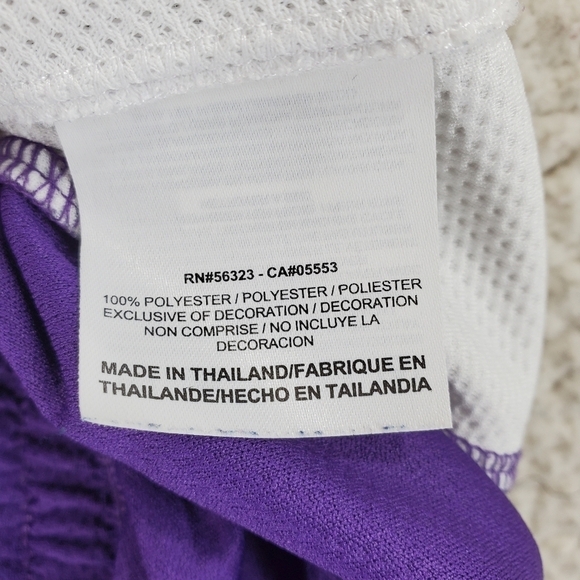 RN#56323 - CA#05553
100% POLYESTER / POLYESTER / POLIESTER
EXCLUSIVE OF DECORATION / DECORATION
NON COMPRISE / NO INCLUYE LA
DECORACION
MADE IN THAILAND/FABRIQUE EN
THAILANDE/HECHO EN TAILANDIA